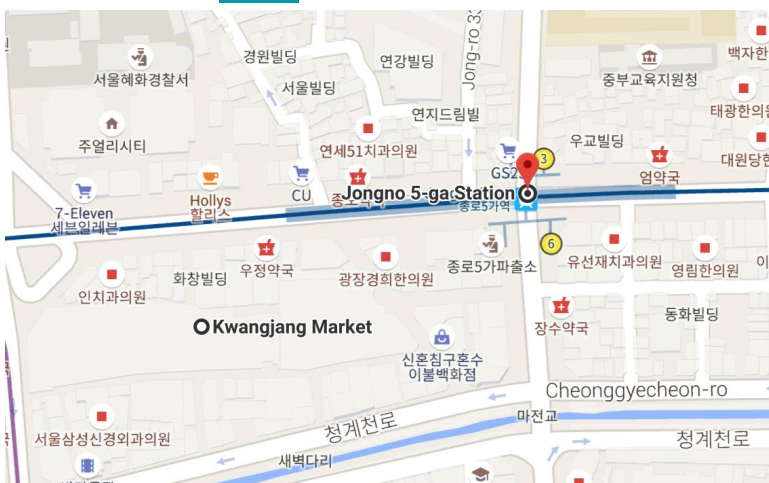 경원빌딩
연강빌딩
Jong-ro 33
서울혜화경찰서
서울빌딩
중부교육지원청
백자한
태광한의원
연지드림빌
주얼리시티
연세51치과의원
우교빌딩
대원당한
GS2
3
엄약국
CU
Jongno 5-ga Station
종로5가역
Hollys
할리스
7-Eleven
세븐일레븐
6
화창빌딩
우정약국
광장경희한의원
종로5가파출소
유선재치과의원
영림한의원
인치과의원
동화빌딩
장수약국
Kwangjang Market
신혼침구혼수
이불백화점
Cheonggyecheon-ro
마전교
청계천로
청계천로
서울삼성신경외과의원
새벽다리